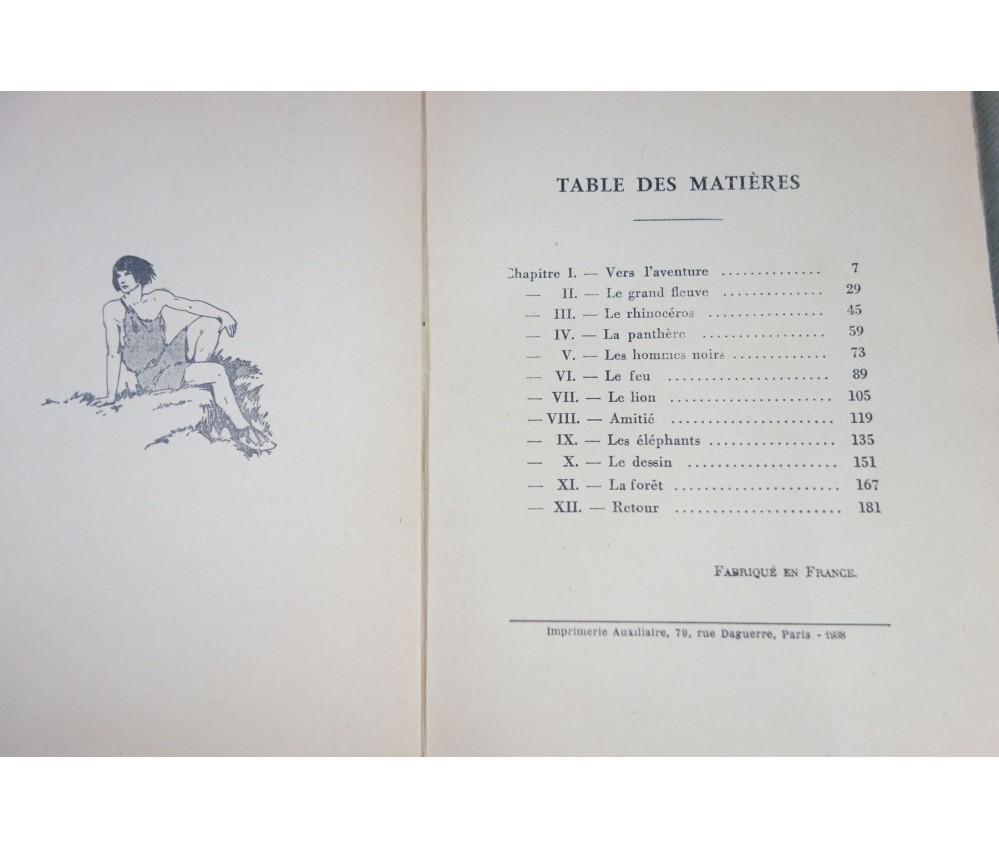 TABLE DES MATIÈRES
Chapitre I. — Vers l'aventure .............. 7
— II. — Le grand fleuve .............. 29
— III. — Le rhinocéros ................. 45
— IV. — La panthère .................. 59
— V. — Les hommes noirs ............. 73
— VI. — Le feu ....................... 89
— VII. — Le lion ....................... 105
— VIII. — Amitié ....................... 119
— IX. — Les éléphants .................. 135
— X. — Le dessin ..................... 151
— XI. — La forêt ....................... 167
— XII. — Retour ....................... 181
FABRIQUÉ EN FRANCE.
Imprimerie Auxiliaire, 79, rue Daguerre, Paris - 1938